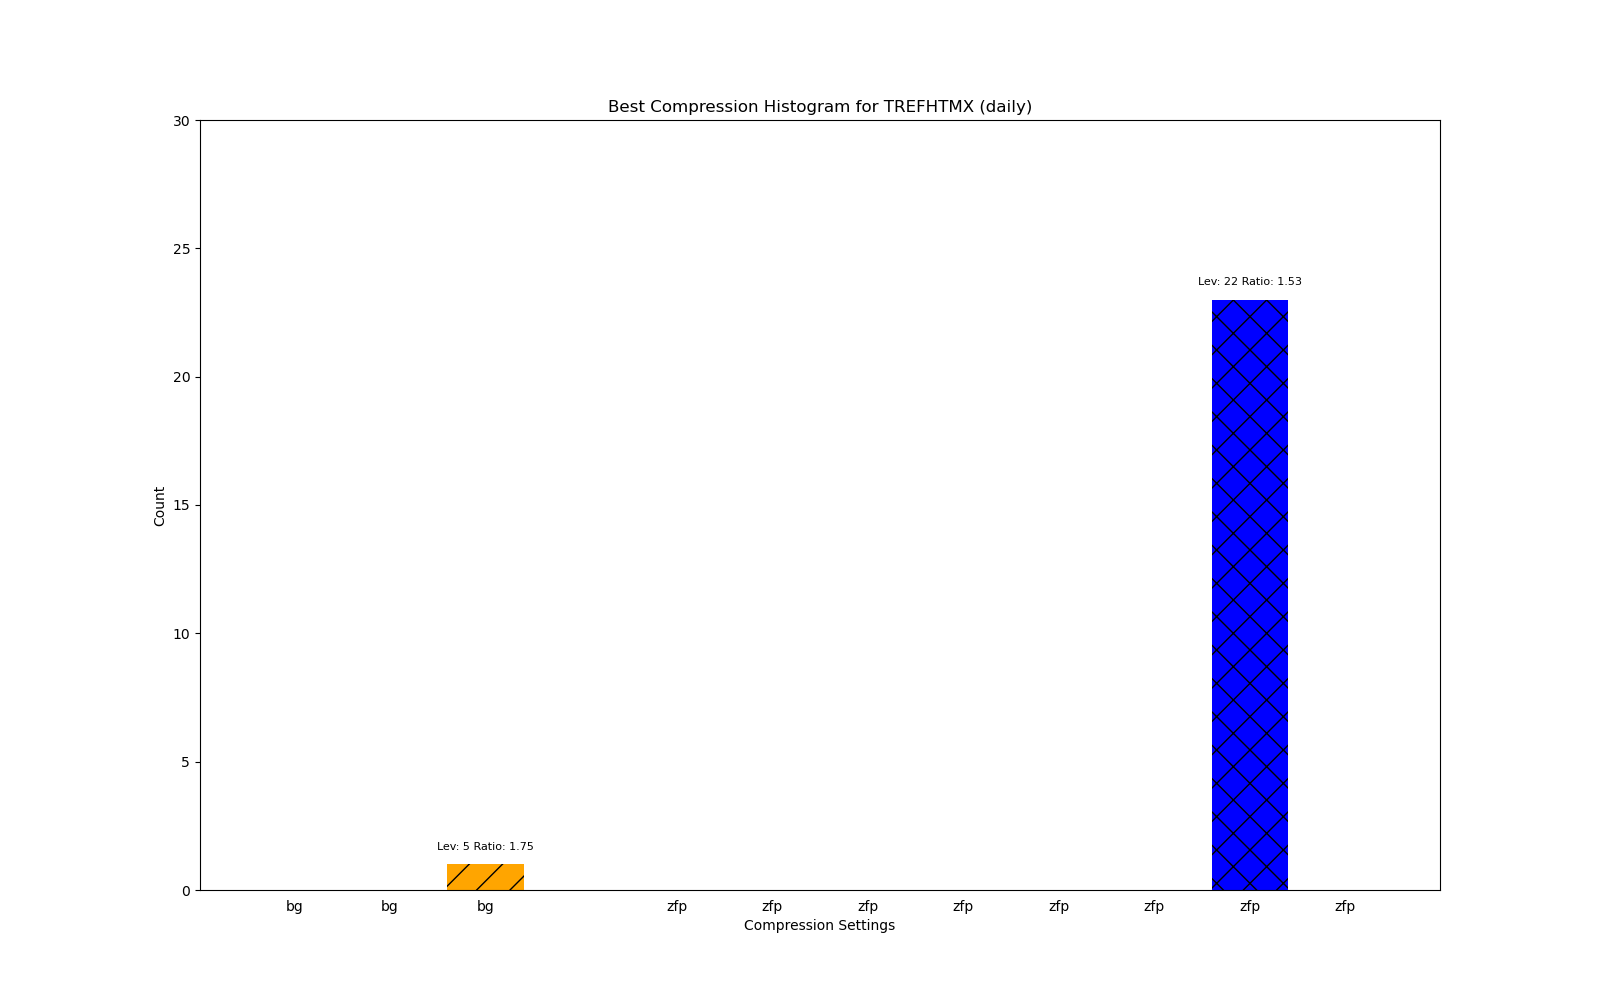 Best Compression Histogram for TREFHTMX (daily)
30
25
20
15
10
5
0
Count
Lev: 22 Ratio: 1.53
Lev: 5 Ratio: 1.75
bg bg bg zfp zfp zfp zfp zfp zfp zfp zfp
Compression Settings